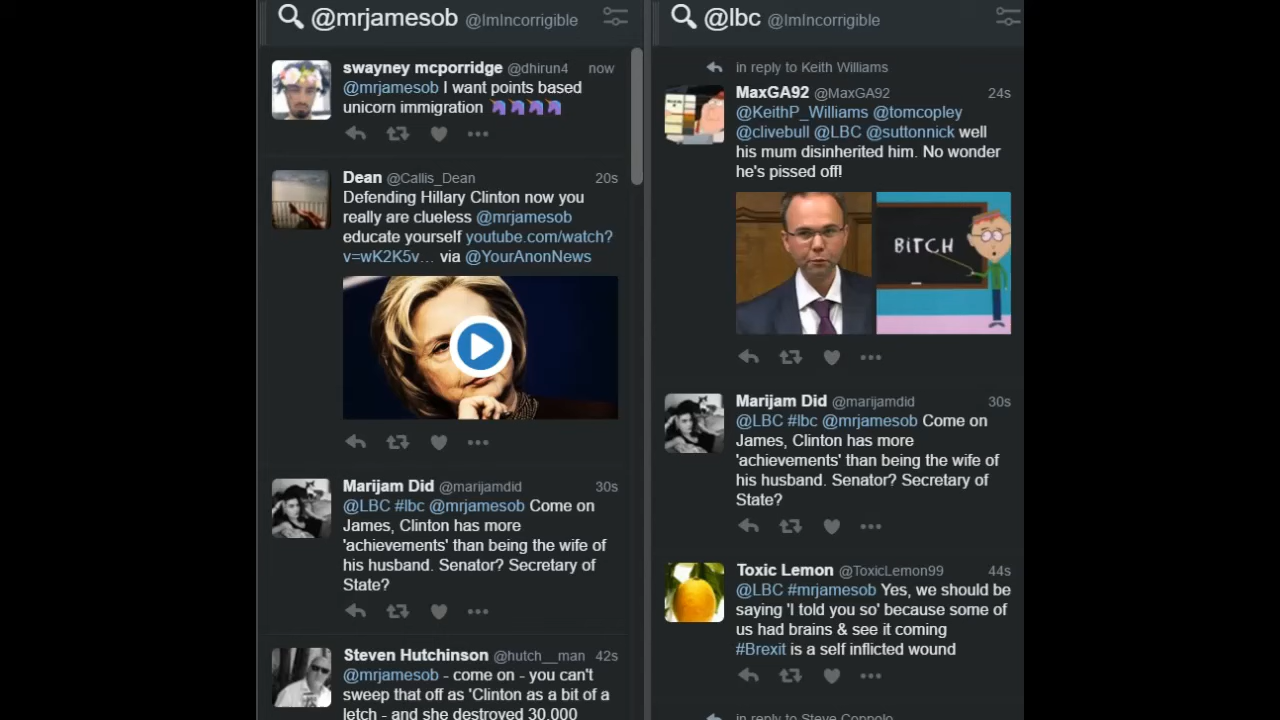 @mrjamesob @ImIncorrigible
swayney mcporridge @dhirun4 now
@mrjamesob I want points based
unicorn immigration 🦄🦄🦄🦄
Dean @Callis_Dean 20s
Defending Hillary Clinton now you
really are clueless @mrjamesob
educate yourself youtube.com/watch?
v=wK2K5v… via @YourAnonNews
Marijam Did @marijamdid 30s
@LBC #lbc @mrjamesob Come on
James, Clinton has more
'achievements' than being the wife of
his husband. Senator? Secretary of
State?
Steven Hutchinson @hutch__man 42s
@mrjamesob - come on - you can't
sweep that off as 'Clinton as a bit of a
letch - and she destroyed 30,000
@lbc @ImIncorrigible
in reply to Keith Williams
MaxGA92 @MaxGA92 24s
@KeithP_Williams @tomcopley
@clivebull @LBC @suttonnick well
his mum disinherited him. No wonder
he's pissed off!
BITCH
Marijam Did @marijamdid 30s
@LBC #lbc @mrjamesob Come on
James, Clinton has more
'achievements' than being the wife of
his husband. Senator? Secretary of
State?
Toxic Lemon @ToxicLemon99 44s
@LBC #mrjamesob Yes, we should be
saying 'I told you so' because some of
us had brains & see it coming
#Brexit is a self inflicted wound
in reply to Steve Coppolo